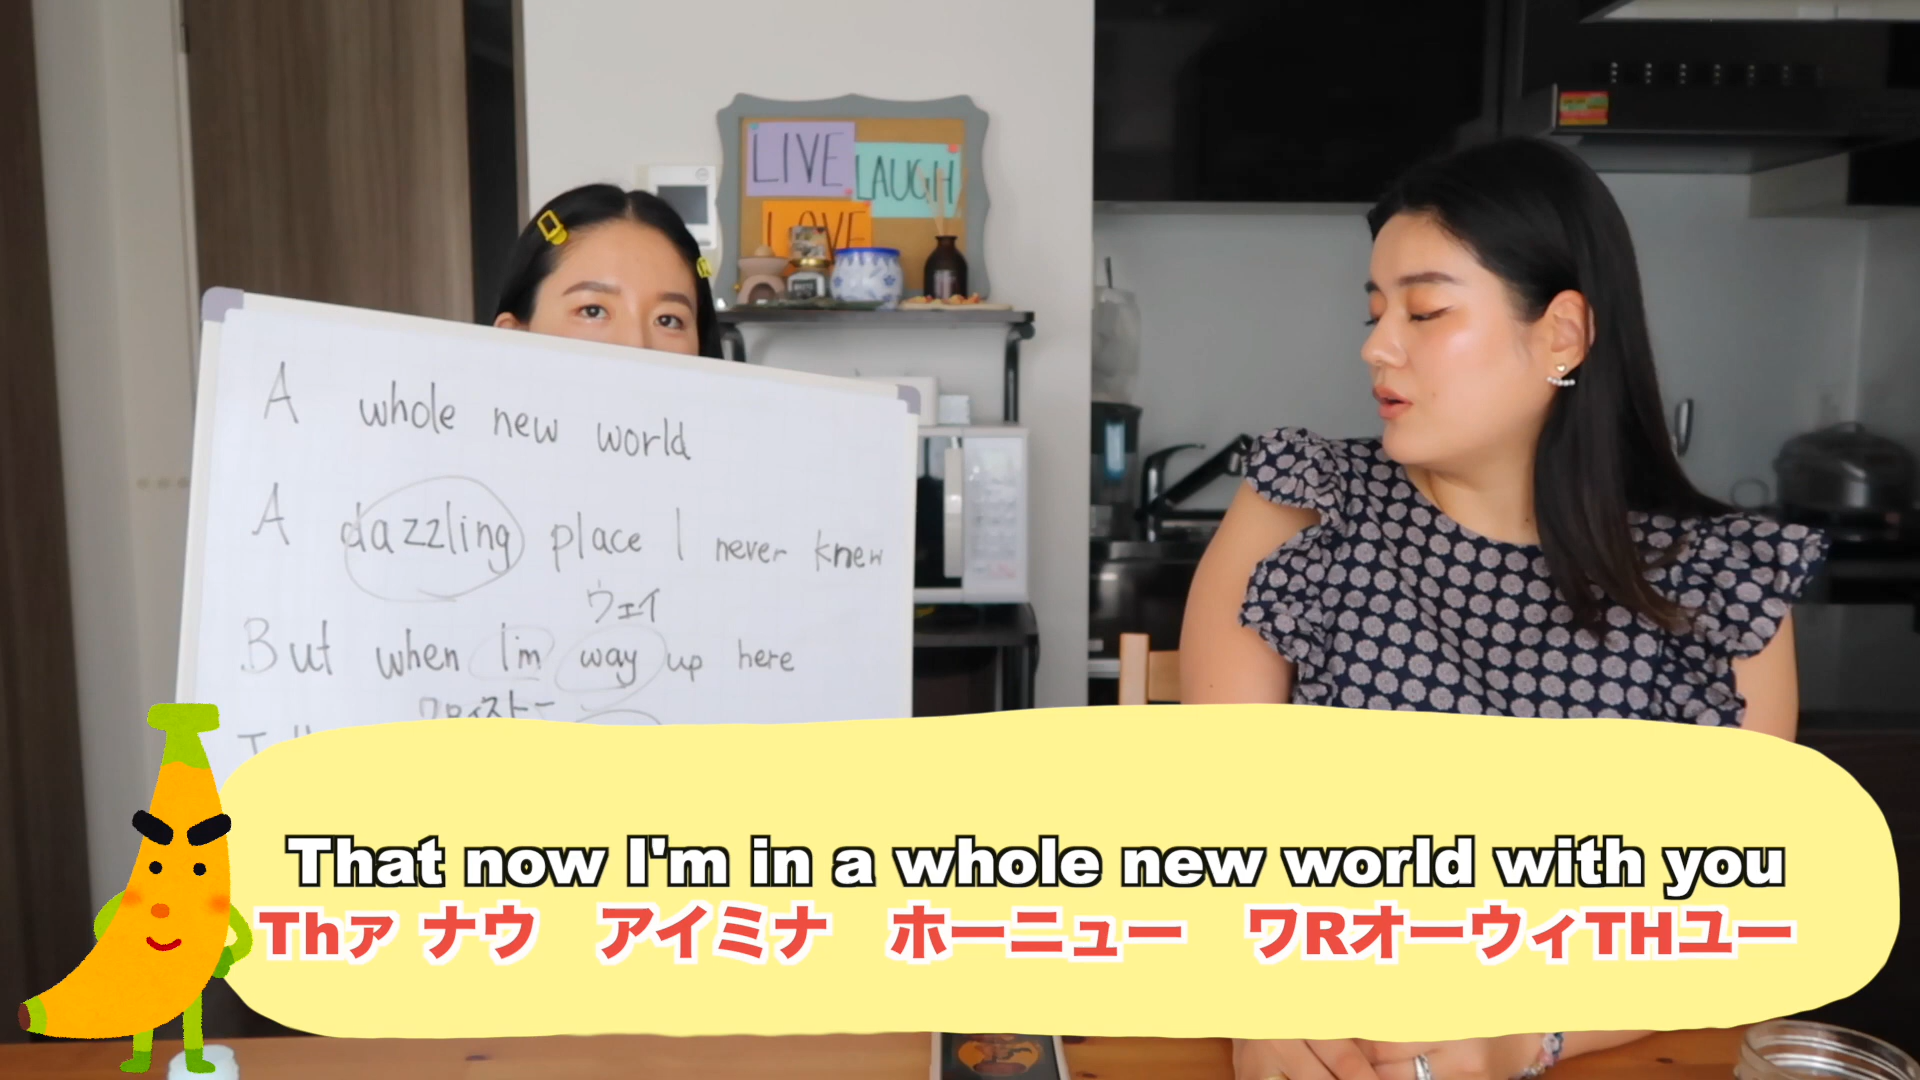 LIVE
LAUGH
LOVE
A whole new world
A dazzling place I never knew
ウェイ
But when I'm way up here
That now I'm in a whole new world with you
Thァ ナウ　アイミナ　ホーニュー　ワRオーウィTHユー